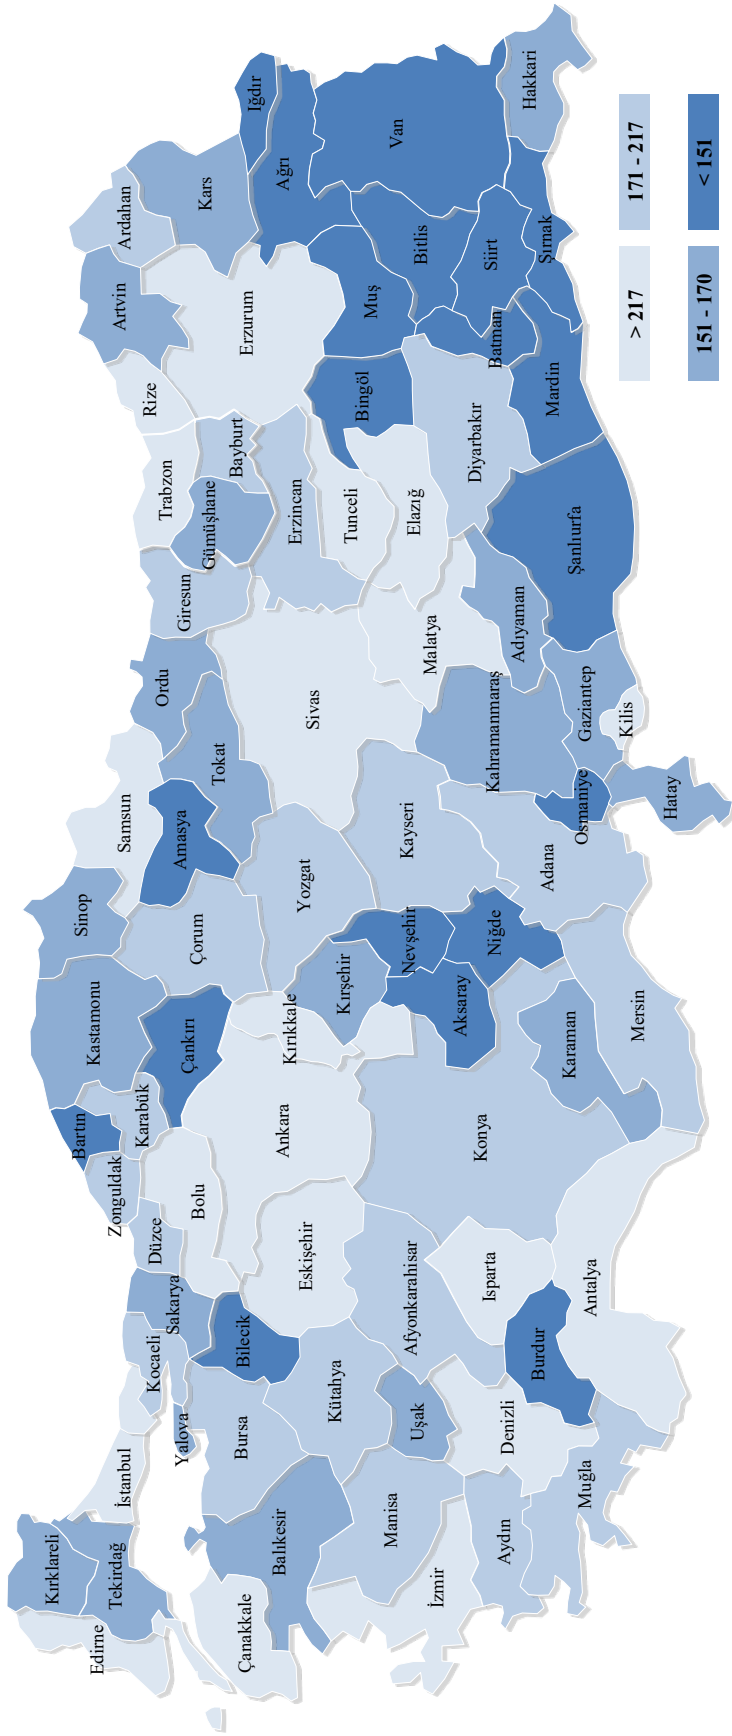 Kırklareli
Edirne
Tekirdağ
İstanbul
Çanakkale
Balıkesir
Yalova
Bursa
Kocaeli
Sakarya
Bilecik
Düzce
Bolu
Zonguldak
Bartın
Karabük
Kastamonu
Çankırı
Sinop
Çorum
Samsun
Amasya
Tokat
Ordu
Giresun
Trabzon
Gümüşhane
Bayburt
Rize
Artvin
Ardahan
Kars
Iğdır
Ağrı
Erzurum
Erzincan
Tunceli
Sivas
Yozgat
Kırıkkale
Kırşehir
Ankara
Eskişehir
Kütahya
Manisa
İzmir
Uşak
Afyonkarahisar
Aydın
Denizli
Muğla
Burdur
Isparta
Antalya
Konya
Karaman
Mersin
Aksaray
Nevşehir
Niğde
Kayseri
Adana
Osmaniye
Hatay
Kahramanmaraş
Malatya
Elazığ
Bingöl
Muş
Bitlis
Van
Hakkari
Şırnak
Siirt
Batman
Diyarbakır
Mardin
Şanlıurfa
Adıyaman
Gaziantep
Kilis
> 217
171 - 217
151 - 170
< 151